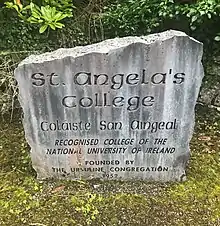 St. Angela's
College
Colaiste San Aingeal
RECOGNISED COLLEGE OF THE
NATIONAL UNIVERSITY OF IRELAND
FOUNDED BY
THE URSULINE CONGREGATION
1952